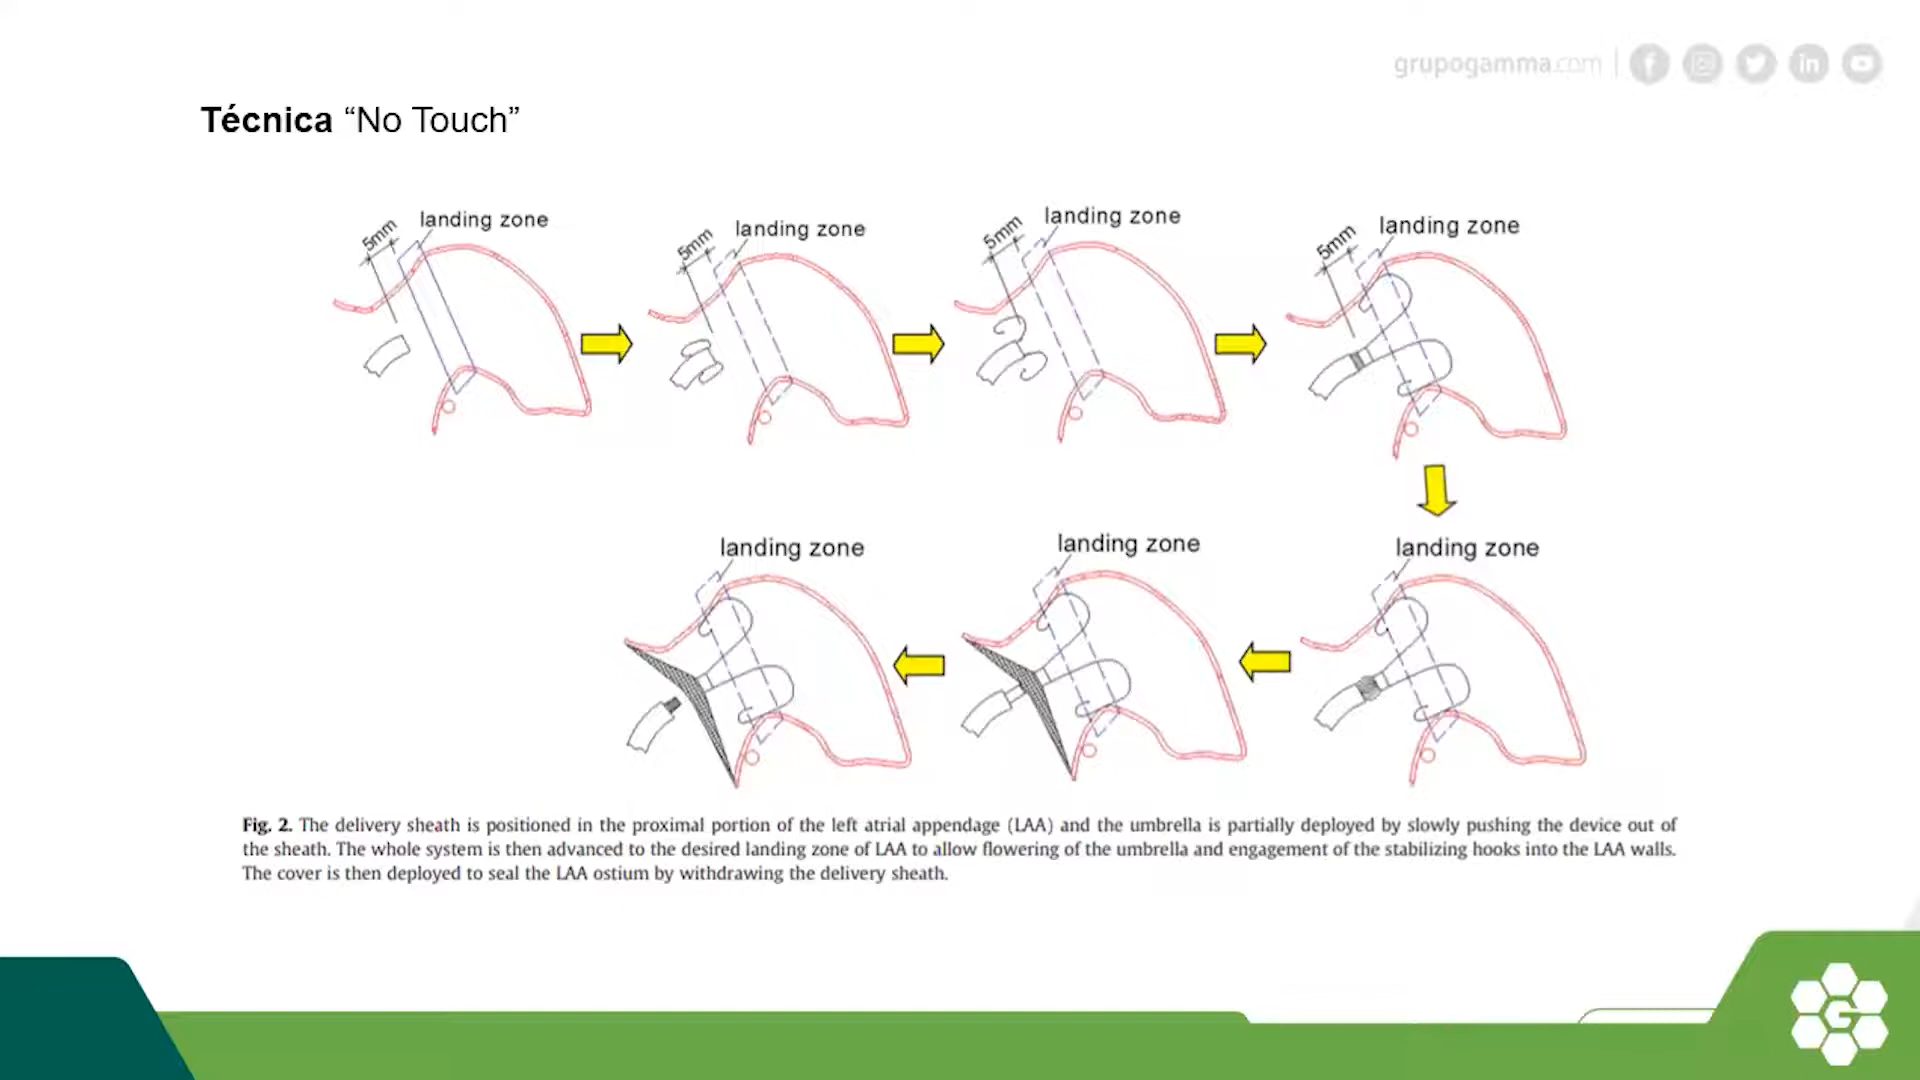 grupogamma.com
Técnica “No Touch”
5mm
landing zone
5mm
landing zone
5mm
landing zone
5mm
landing zone
landing zone
landing zone
landing zone
Fig. 2. The delivery sheath is positioned in the proximal portion of the left atrial appendage (LAA) and the umbrella is partially deployed by slowly pushing the device out of
the sheath. The whole system is then advanced to the desired landing zone of LAA to allow flowering of the umbrella and engagement of the stabilizing hooks into the LAA walls.
The cover is then deployed to seal the LAA ostium by withdrawing the delivery sheath.